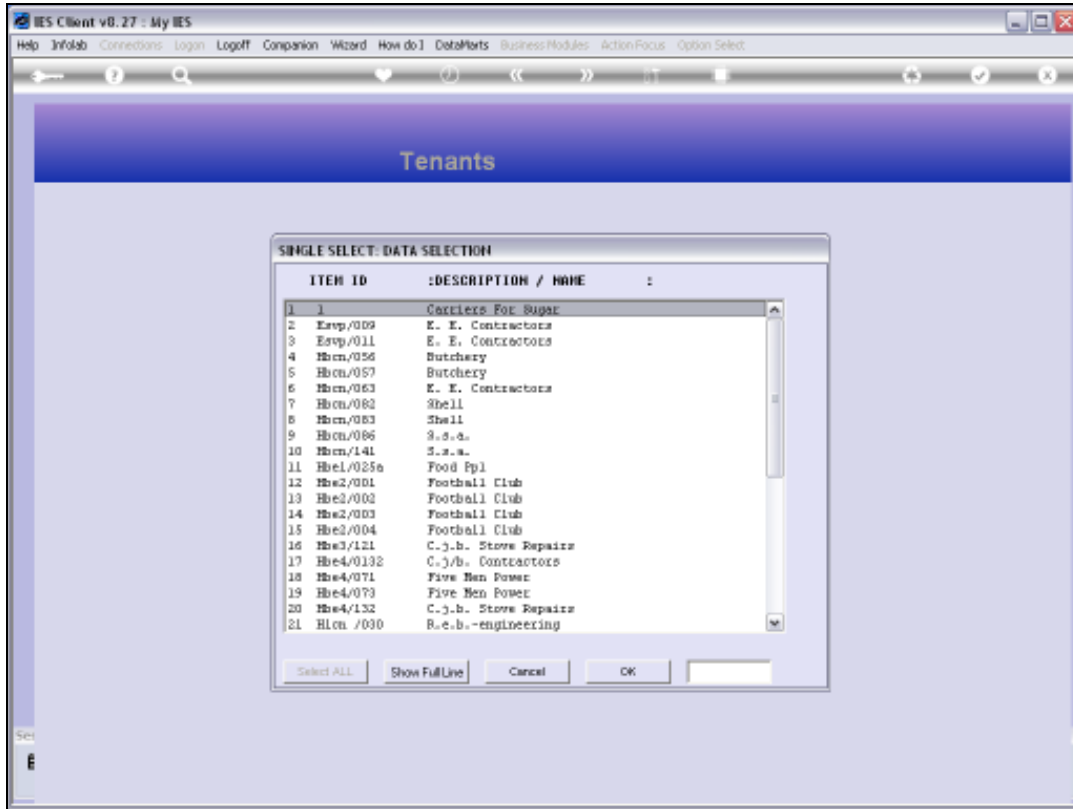 IES Client v8.27 : My IES
Help Infolab Connections Logon Logoff Companion Wizard How do I DataMarts Business Modules Action Focus Option Select
Tenants
SINGLE SELECT: DATA SELECTION
ITEM ID :DESCRIPTION / NAME :
1 1 Carriers For Sugar
2 Esvp/009 E. E. Contractors
3 Esvp/011 E. E. Contractors
4 Hbcn/056 Butchery
5 Hbcn/057 Butchery
6 Hbcn/063 E. E. Contractors
7 Hbcn/082 Shell
8 Hbcn/083 Shell
9 Hbcn/086 S.s.a.
10 Hbcn/141 S.s.a.
11 Hbe1/025a Food Ppl
12 Hbe2/001 Football Club
13 Hbe2/002 Football Club
14 Hbe2/003 Football Club
15 Hbe2/004 Football Club
16 Hbe3/121 C.j.b. Stove Repairs
17 Hbe4/0132 C.j/b. Contractors
18 Hbe4/071 Five Men Power
19 Hbe4/073 Five Men Power
20 Hbe4/132 C.j.b. Stove Repairs
21 Hlcn /030 R.e.b.-engineering
Select ALL Show Full Line Cancel OK